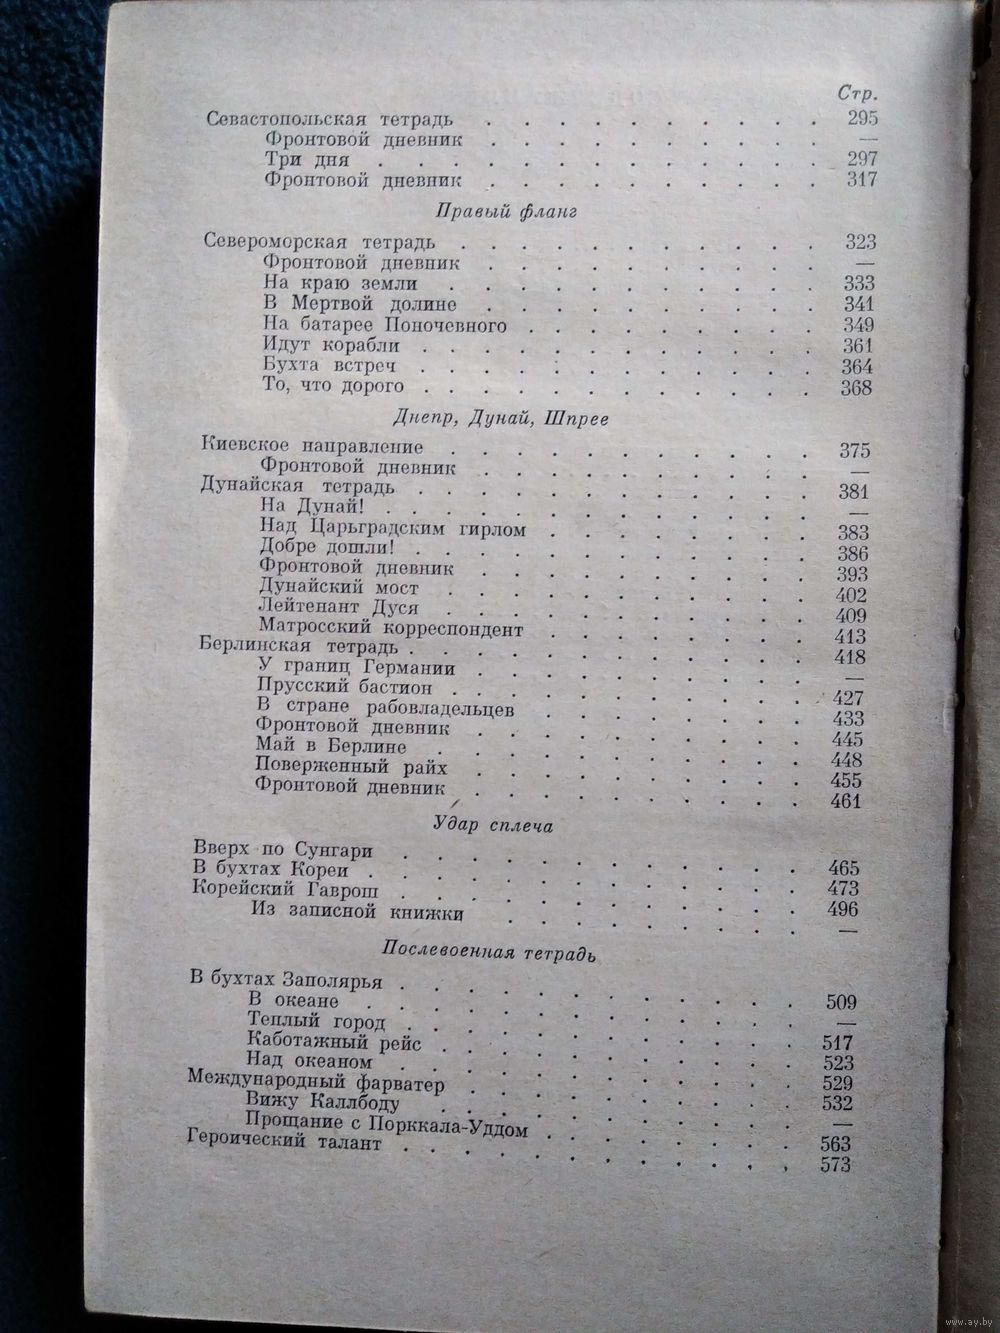 Стр.
Севастопольская тетрадь . . . . . . . . . . . 295
Фронтовой дневник . . . . . . . . . . —
Три дня . . . . . . . . . . . . . 297
Фронтовой дневник . . . . . . . . . . 317
Правый фланг
Североморская тетрадь . . . . . . . . . . . 323
Фронтовой дневник . . . . . . . . . . —
На краю земли . . . . . . . . . . . 333
В Мертвой долине . . . . . . . . . . 341
На батарее Поночевного . . . . . . . . . 349
Идут корабли . . . . . . . . . . . . 361
Бухта встреч . . . . . . . . . . . . 364
То, что дорого . . . . . . . . . . . . 368
Днепр, Дунай, Шпрее
Киевское направление . . . . . . . . . . . 375
Фронтовой дневник . . . . . . . . . . —
Дунайская тетрадь . . . . . . . . . . . . 381
На Дунай! . . . . . . . . . . . . . —
Над Царьградским гирлом . . . . . . . . 383
Добре дошли! . . . . . . . . . . . . 386
Фронтовой дневник . . . . . . . . . . 393
Дунайский мост . . . . . . . . . . . 402
Лейтенант Дуся . . . . . . . . . . . 409
Матросский корреспондент . . . . . . . . 413
Берлинская тетрадь . . . . . . . . . . . . 418
У границ Германии . . . . . . . . . . —
Прусский бастион . . . . . . . . . . . 427
В стране рабовладельцев . . . . . . . . 433
Фронтовой дневник . . . . . . . . . . 445
Май в Берлине . . . . . . . . . . . 448
Поверженный райх . . . . . . . . . . 455
Фронтовой дневник . . . . . . . . . . 461
Удар сплеча
Вверх по Сунгари . . . . . . . . . . . . 465
В бухтах Кореи . . . . . . . . . . . . . 473
Корейский Гаврош . . . . . . . . . . . . 496
Из записной книжки . . . . . . . . . —
Послевоенная тетрадь
В бухтах Заполярья . . . . . . . . . . . . 509
В океане . . . . . . . . . . . . . —
Теплый город . . . . . . . . . . . . 517
Каботажный рейс . . . . . . . . . . . 523
Над океаном . . . . . . . . . . . . 529
Международный фарватер . . . . . . . . . . 532
Вижу Каллбоду . . . . . . . . . . . —
Прощание с Порккала-Уддом . . . . . . . . 563
Героический талант . . . . . . . . . . . . 573
www.ay.by